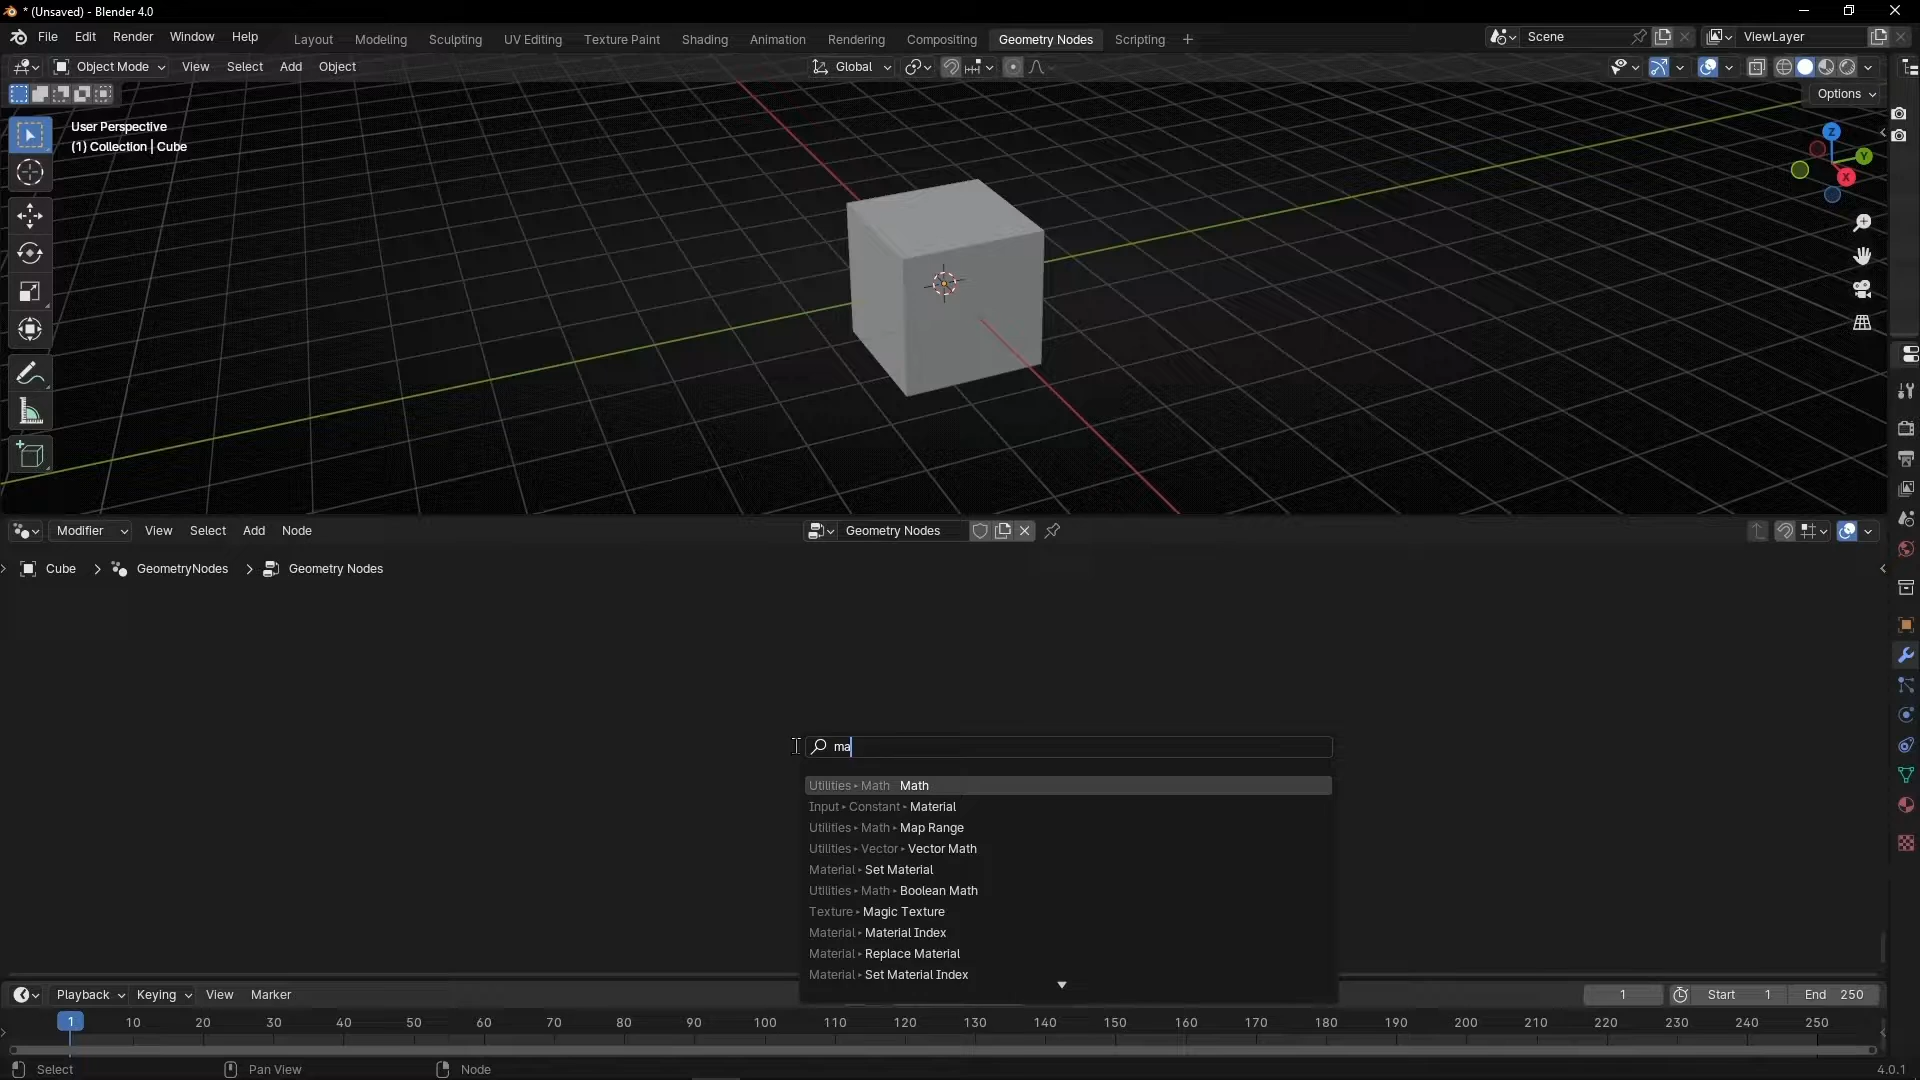 * (Unsaved) - Blender 4.0
File Edit Render Window Help Layout Modeling Sculpting UV Editing Texture Paint Shading Animation Rendering Compositing Geometry Nodes Scripting + Scene ViewLayer
Object Mode View Select Add Object Global
Options
User Perspective
(1) Collection | Cube
Z
Y
X
Modifier View Select Add Node Geometry Nodes
Cube > GeometryNodes > Geometry Nodes
ma
Utilities ▸ Math Math
Input ▸ Constant ▸ Material
Utilities ▸ Math ▸ Map Range
Utilities ▸ Vector ▸ Vector Math
Material ▸ Set Material
Utilities ▸ Math ▸ Boolean Math
Texture ▸ Magic Texture
Material ▸ Material Index
Material ▸ Replace Material
Material ▸ Set Material Index
Playback Keying View Marker 1 Start 1 End 250
1 10 20 30 40 50 60 70 80 90 100 110 120 130 140 150 160 170 180 190 200 210 220 230 240 250
Select Pan View Node 4.0.1